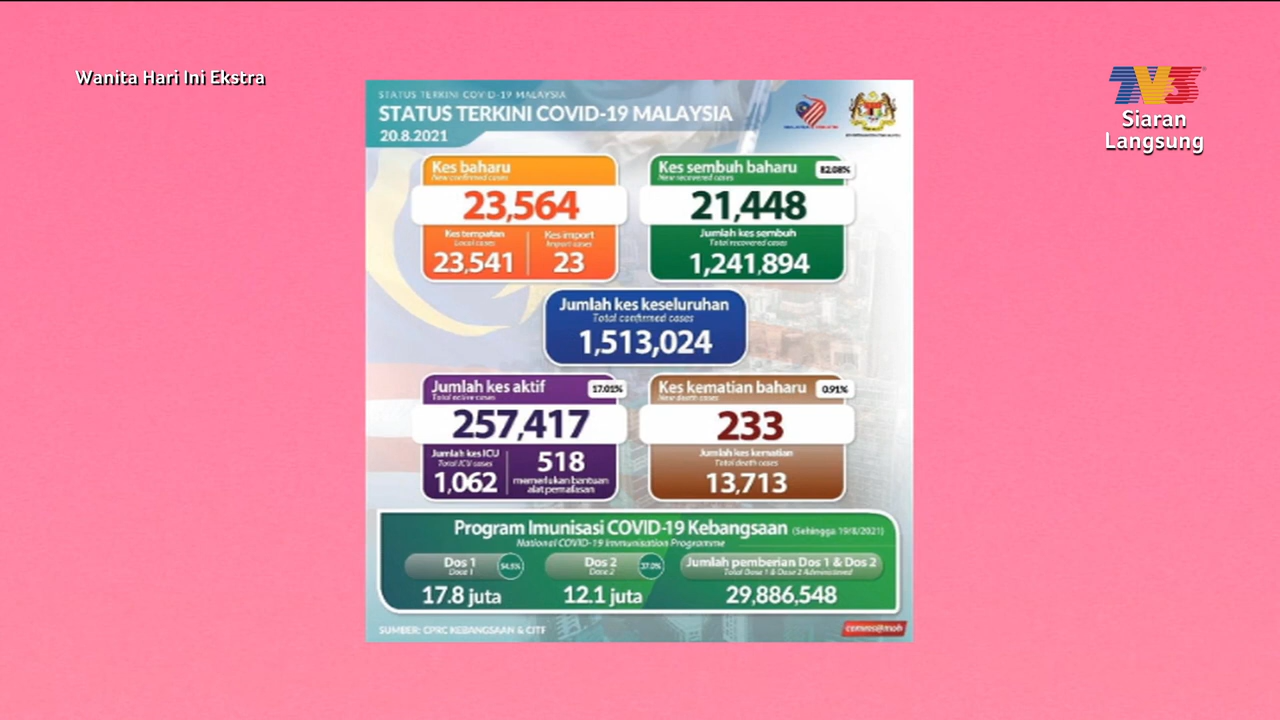 Wanita Hari Ini Ekstra
TV3
Siaran
Langsung
STATUS TERKINI COVID-19 MALAYSIA
STATUS TERKINI COVID-19 MALAYSIA
20.8.2021
Kes baharu
New confirmed cases
23,564
Kes tempatan
Local cases
23,541
Kes import
Import cases
23
Kes sembuh baharu
New recovered cases
82.08%
21,448
Jumlah kes sembuh
Total recovered cases
1,241,894
Jumlah kes keseluruhan
Total confirmed cases
1,513,024
Jumlah kes aktif
Total active cases
17.01%
257,417
Jumlah kes ICU
Total ICU cases
1,062
518
memerlukan bantuan
alat pernafasan
Kes kematian baharu
New death cases
0.91%
233
Jumlah kes kematian
Total death cases
13,713
Program Imunisasi COVID-19 Kebangsaan (Sehingga 19/8/2021)
National COVID-19 Immunisation Programme
Dos 1
Dose 1
54.5%
17.8 juta
Dos 2
Dose 2
37.0%
12.1 juta
Jumlah pemberian Dos 1 & Dos 2
Total Dose 1 & Dose 2 Administered
29,886,548
SUMBER: CPRC KEBANGSAAN & CITF